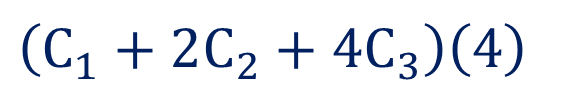 (C₁ + 2C₂ + 4C₃)(4)